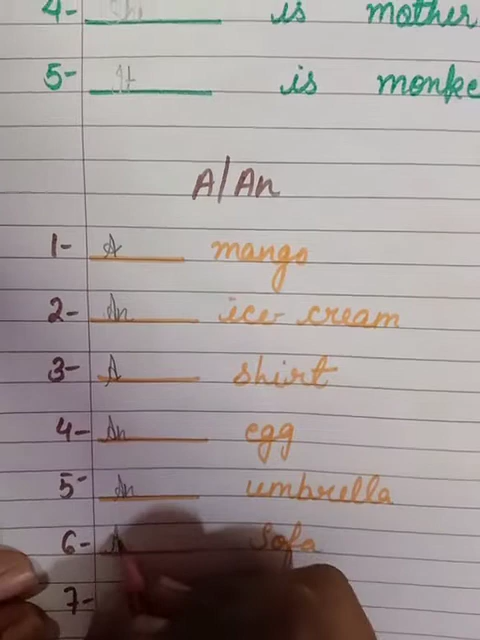 4- She is mother
5- It is monke
A/An
1- A mango
2- An ice-cream
3- A shirt
4- An egg
5- An umbrella
6- A sofa
7-